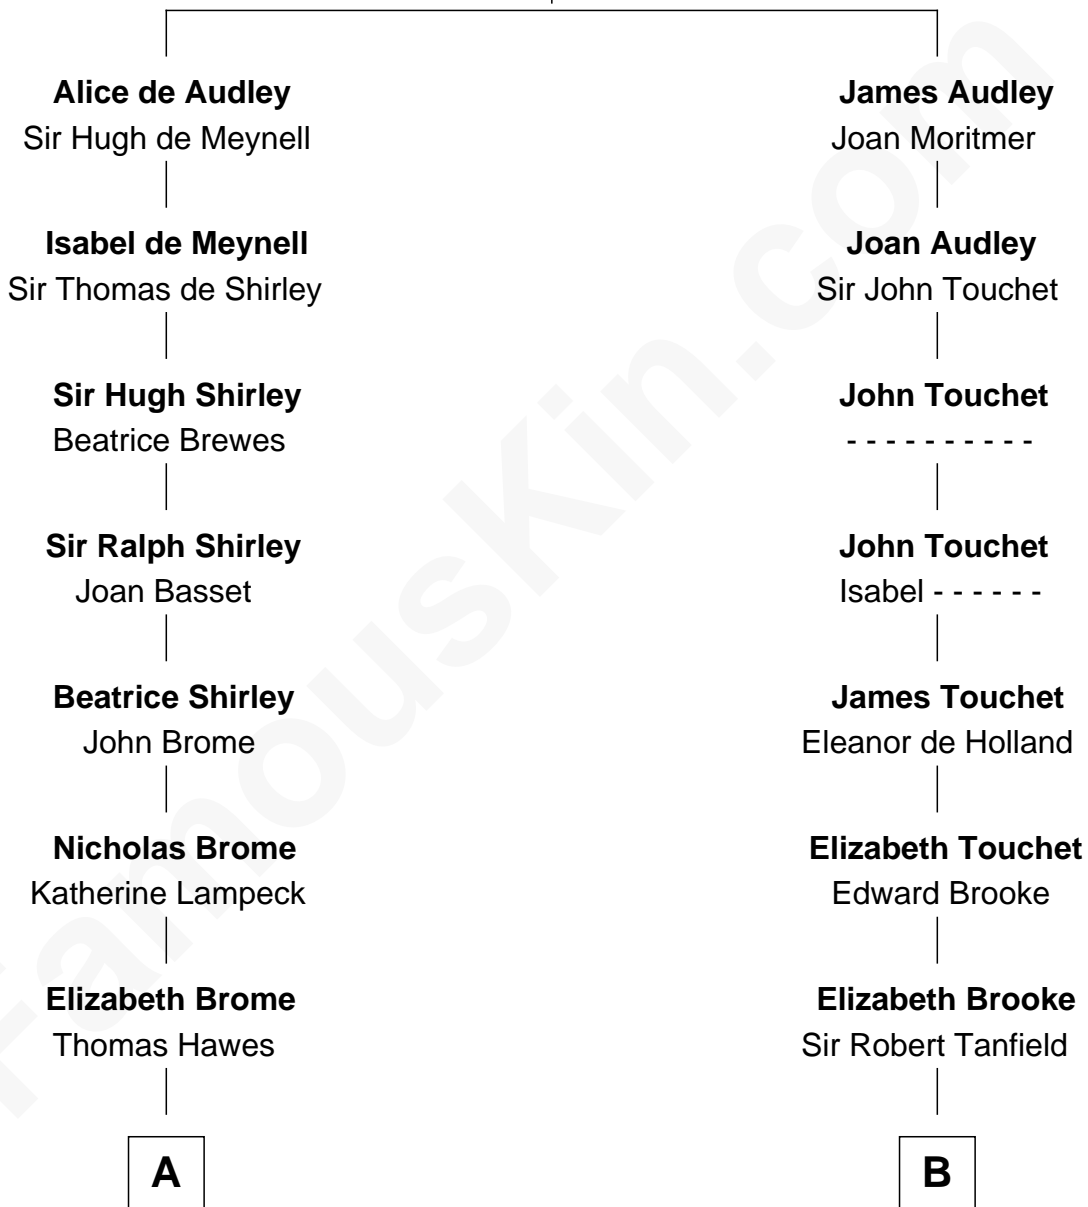 Alice de Audley
Sir Hugh de Meynell
Isabel de Meynell
Sir Thomas de Shirley
Sir Hugh Shirley
Beatrice Brewes
Sir Ralph Shirley
Joan Basset
Beatrice Shirley
John Brome
Nicholas Brome
Katherine Lampeck
Elizabeth Brome
Thomas Hawes
A
James Audley
Joan Moritmer
Joan Audley
Sir John Touchet
John Touchet
- - - - - - - - - -
John Touchet
Isabel - - - - - -
James Touchet
Eleanor de Holland
Elizabeth Touchet
Edward Brooke
Elizabeth Brooke
Sir Robert Tanfield
B
FamousKin.com